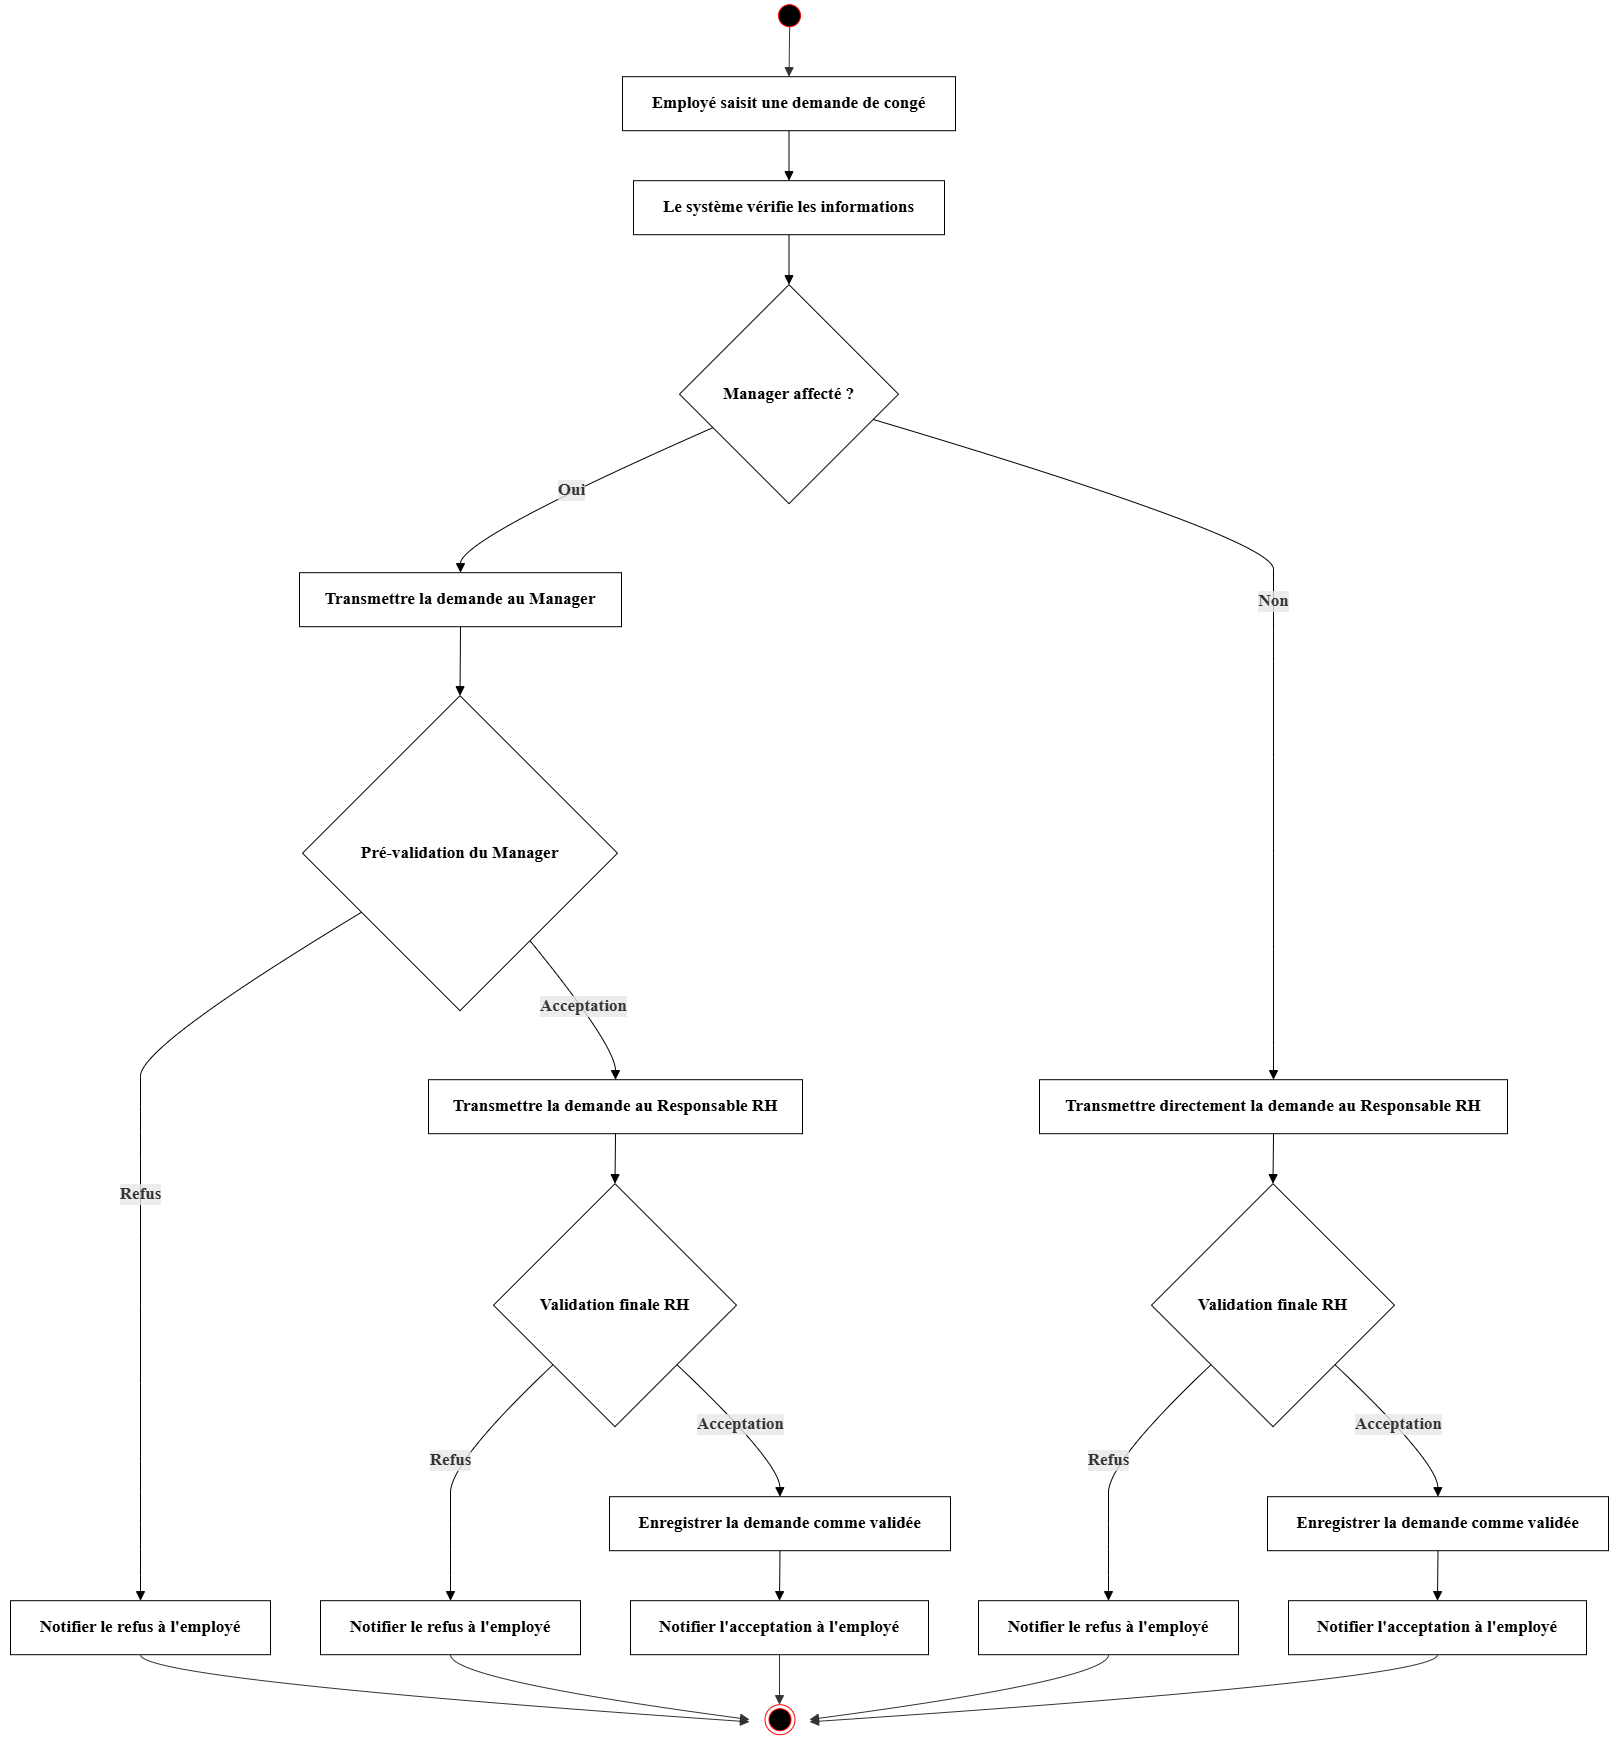 Employé saisit une demande de congé
Le système vérifie les informations
Manager affecté ?
Oui
Non
Transmettre la demande au Manager
Pré-validation du Manager
Acceptation
Transmettre la demande au Responsable RH
Transmettre directement la demande au Responsable RH
Refus
Validation finale RH
Validation finale RH
Acceptation
Acceptation
Refus
Refus
Enregistrer la demande comme validée
Enregistrer la demande comme validée
Notifier le refus à l'employé
Notifier le refus à l'employé
Notifier l'acceptation à l'employé
Notifier le refus à l'employé
Notifier l'acceptation à l'employé